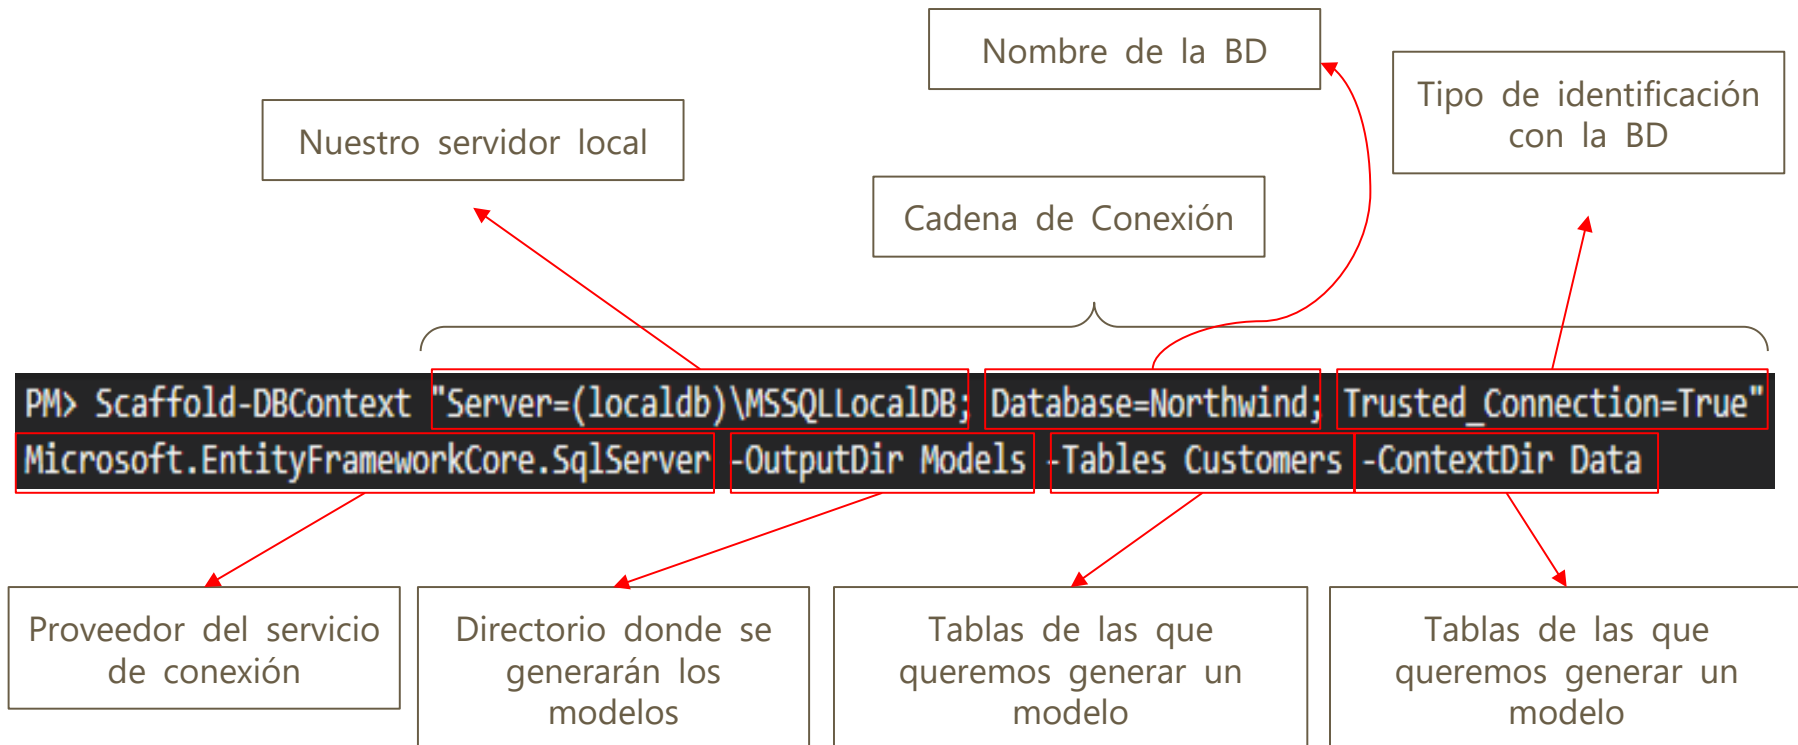 Nombre de la BD
Tipo de identificación
con la BD
Nuestro servidor local
Cadena de Conexión
PM> Scaffold-DBContext "Server=(localdb)\MSSQLLocalDB; Database=Northwind; Trusted_Connection=True"
Microsoft.EntityFrameworkCore.SqlServer -OutputDir Models -Tables Customers -ContextDir Data
Proveedor del servicio
de conexión
Directorio donde se
generarán los
modelos
Tablas de las que
queremos generar un
modelo
Tablas de las que
queremos generar un
modelo